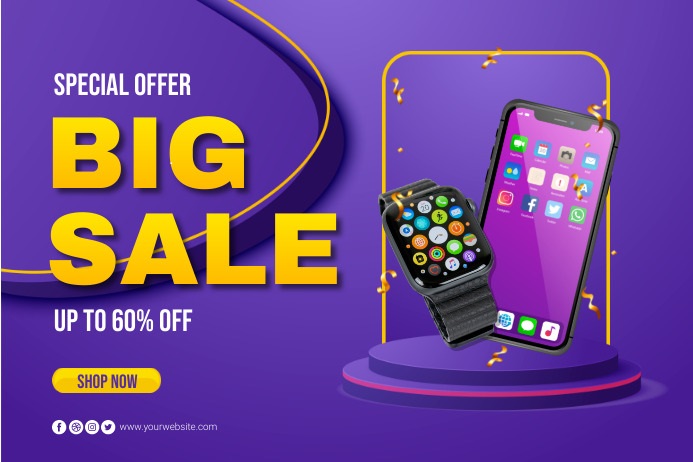 SPECIAL OFFER
BIG
SALE
UP TO 60% OFF
SHOP NOW
www.yourwebsite.com